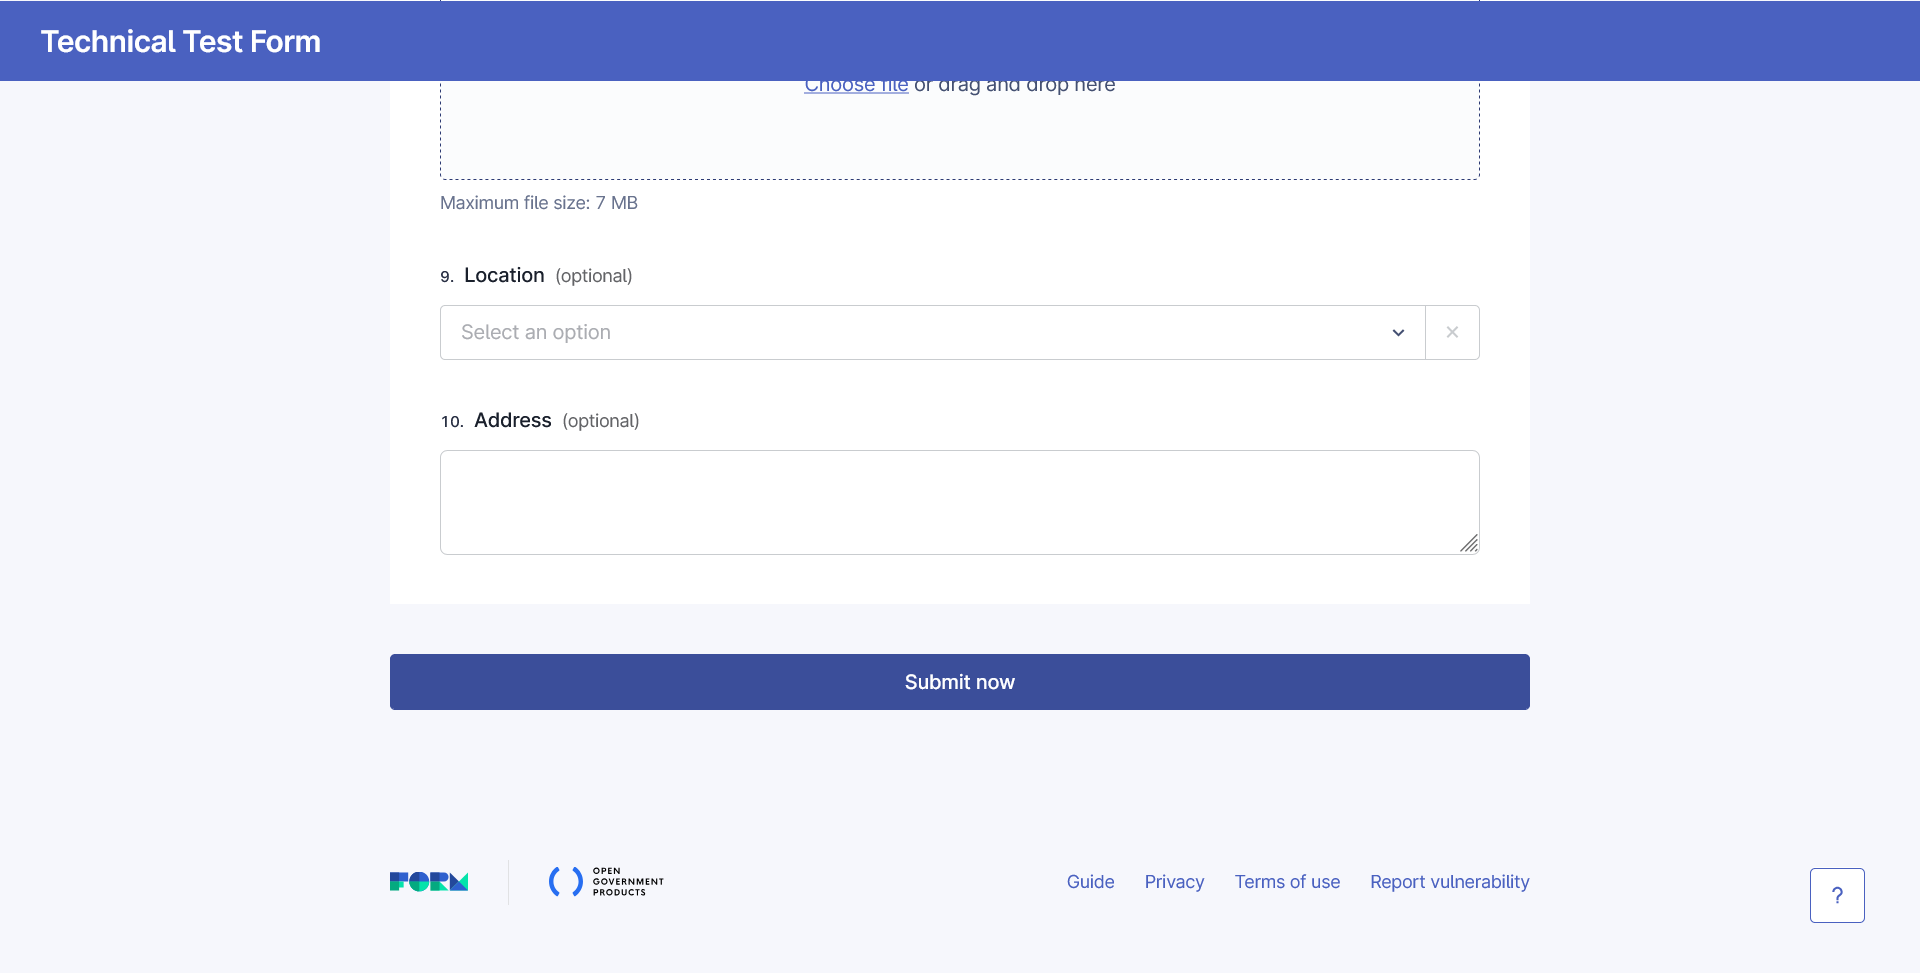 Technical Test Form
Choose file or drag and drop here
Maximum file size: 7 MB
9. Location (optional)
Select an option
10. Address (optional)
Submit now
FORM
OPEN
GOVERNMENT
PRODUCTS
Guide Privacy Terms of use Report vulnerability
?